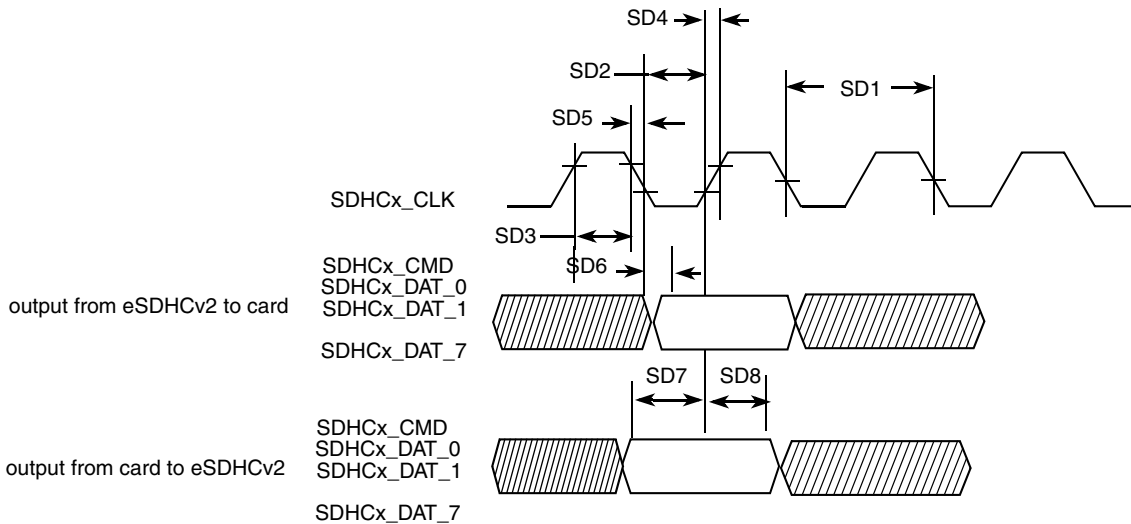 SD4
SD2
SD1
SD5
SDHCx_CLK
SD3
SDHCx_CMD
SD6
SDHCx_DAT_0
output from eSDHCv2 to card
SDHCx_DAT_1
SDHCx_DAT_7
SD7
SD8
SDHCx_CMD
SDHCx_DAT_0
output from card to eSDHCv2
SDHCx_DAT_1
SDHCx_DAT_7